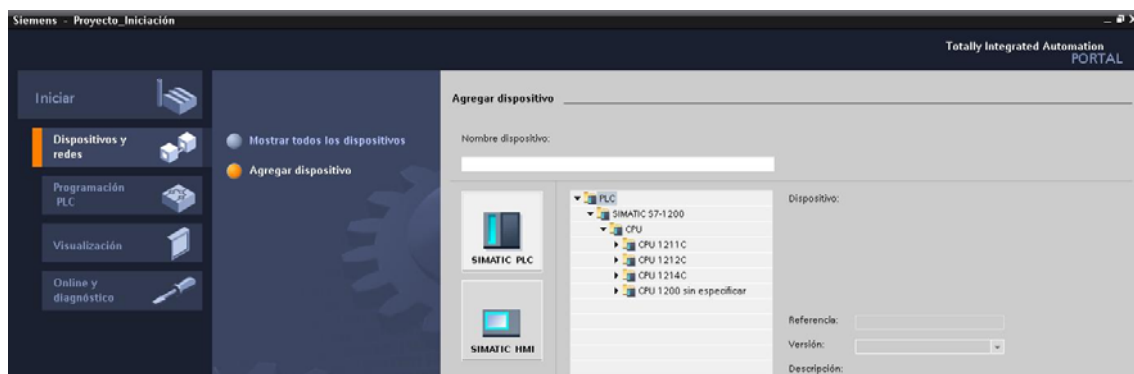 Siemens - Proyecto_Iniciación
Totally Integrated Automation
PORTAL
Iniciar
Dispositivos y
redes
Programación
PLC
Visualización
Online y
diagnóstico
Mostrar todos los dispositivos
Agregar dispositivo
Agregar dispositivo
Nombre dispositivo:
SIMATIC PLC
SIMATIC HMI
PLC
SIMATIC S7-1200
CPU
CPU 1211C
CPU 1212C
CPU 1214C
CPU 1200 sin especificar
Dispositivo:
Referencia:
Versión:
Descripción: